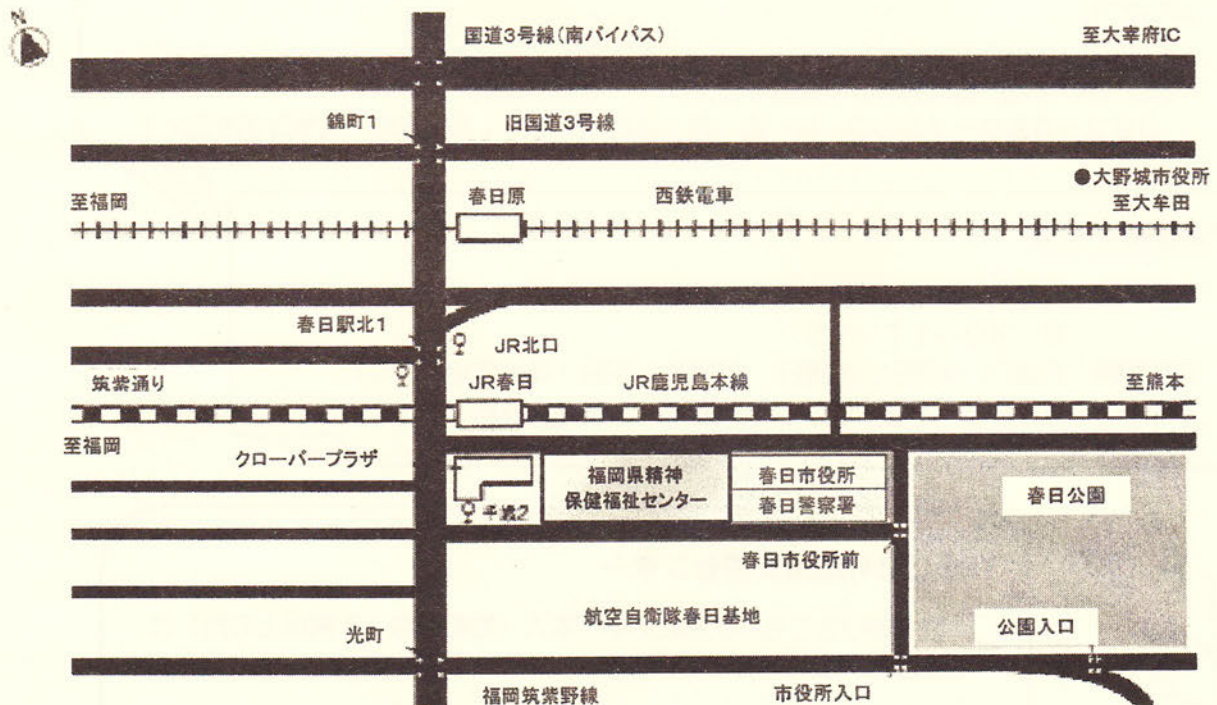 N
国道3号線(南バイパス)
至大宰府IC
錦町1
旧国道3号線
●大野城市役所
至福岡
春日原
西鉄電車
至大牟田
春日駅北1
JR北口
筑紫通り
JR春日
JR鹿児島本線
至熊本
至福岡
クローバープラザ
福岡県精神
保健福祉センター
春日市役所
春日警察署
春日公園
千歳2
春日市役所前
航空自衛隊春日基地
公園入口
光町
福岡筑紫野線
市役所入口